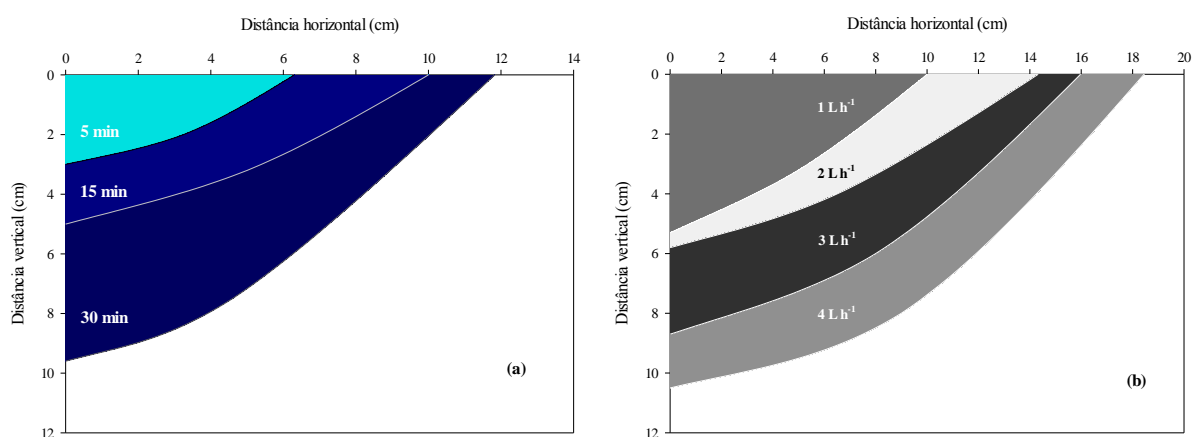 Distância horizontal (cm)
0 2 4 6 8 10 12 14
Distância vertical (cm)
0
2
4
6
8
10
12
5 min
15 min
30 min
(a)
Distância horizontal (cm)
0 2 4 6 8 10 12 14 16 18 20
Distância vertical (cm)
0
2
4
6
8
10
12
1 L h⁻¹
2 L h⁻¹
3 L h⁻¹
4 L h⁻¹
(b)